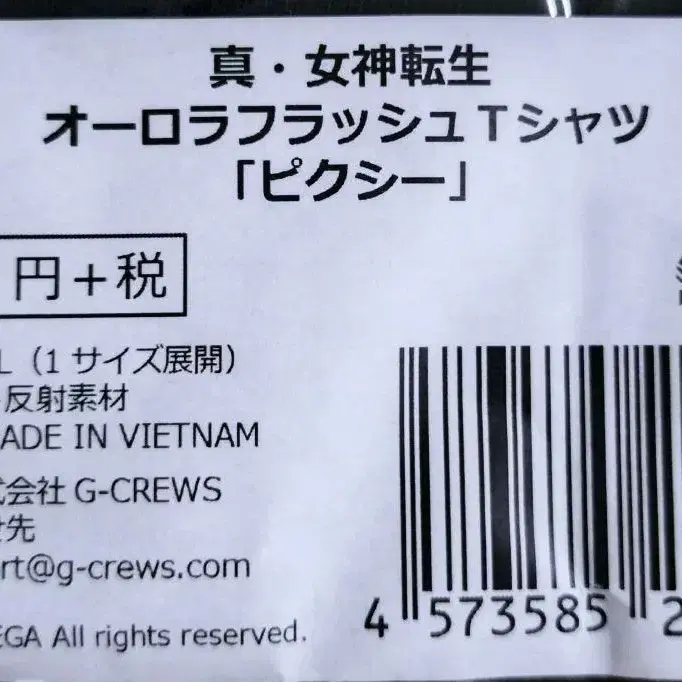 真・女神転生
オーロラフラッシュTシャツ
「ピクシー」
円+税
L（1 サイズ展開）
反射素材
ADE IN VIETNAM
会社 G-CREWS
先
rt@g-crews.com
EGA All rights reserved.
4 573585 2